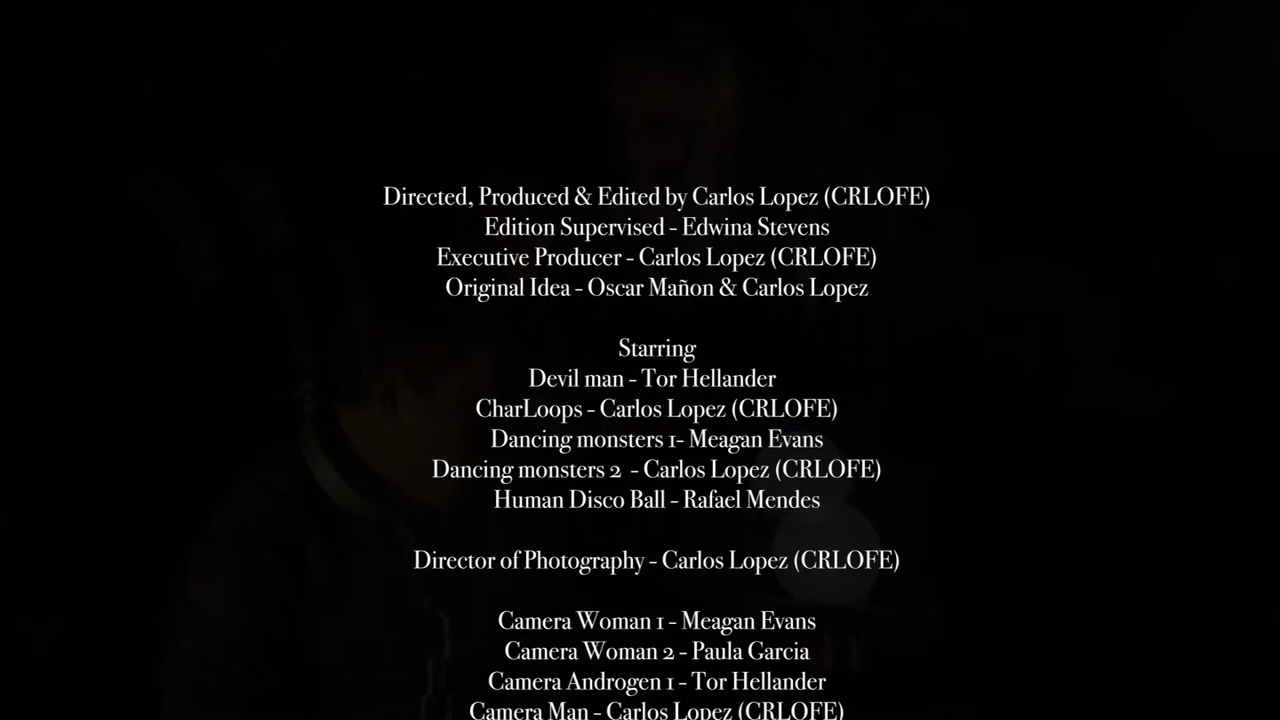 Directed, Produced & Edited by Carlos Lopez (CRLOFE)
Edition Supervised - Edwina Stevens
Executive Producer - Carlos Lopez (CRLOFE)
Original Idea - Oscar Mañon & Carlos Lopez
Starring
Devil man - Tor Hellander
CharLoops - Carlos Lopez (CRLOFE)
Dancing monsters 1- Meagan Evans
Dancing monsters 2  - Carlos Lopez (CRLOFE)
Human Disco Ball - Rafael Mendes
Director of Photography - Carlos Lopez (CRLOFE)
Camera Woman 1 - Meagan Evans
Camera Woman 2 - Paula Garcia
Camera Androgen 1 - Tor Hellander
Camera Man - Carlos Lopez (CRLOFE)